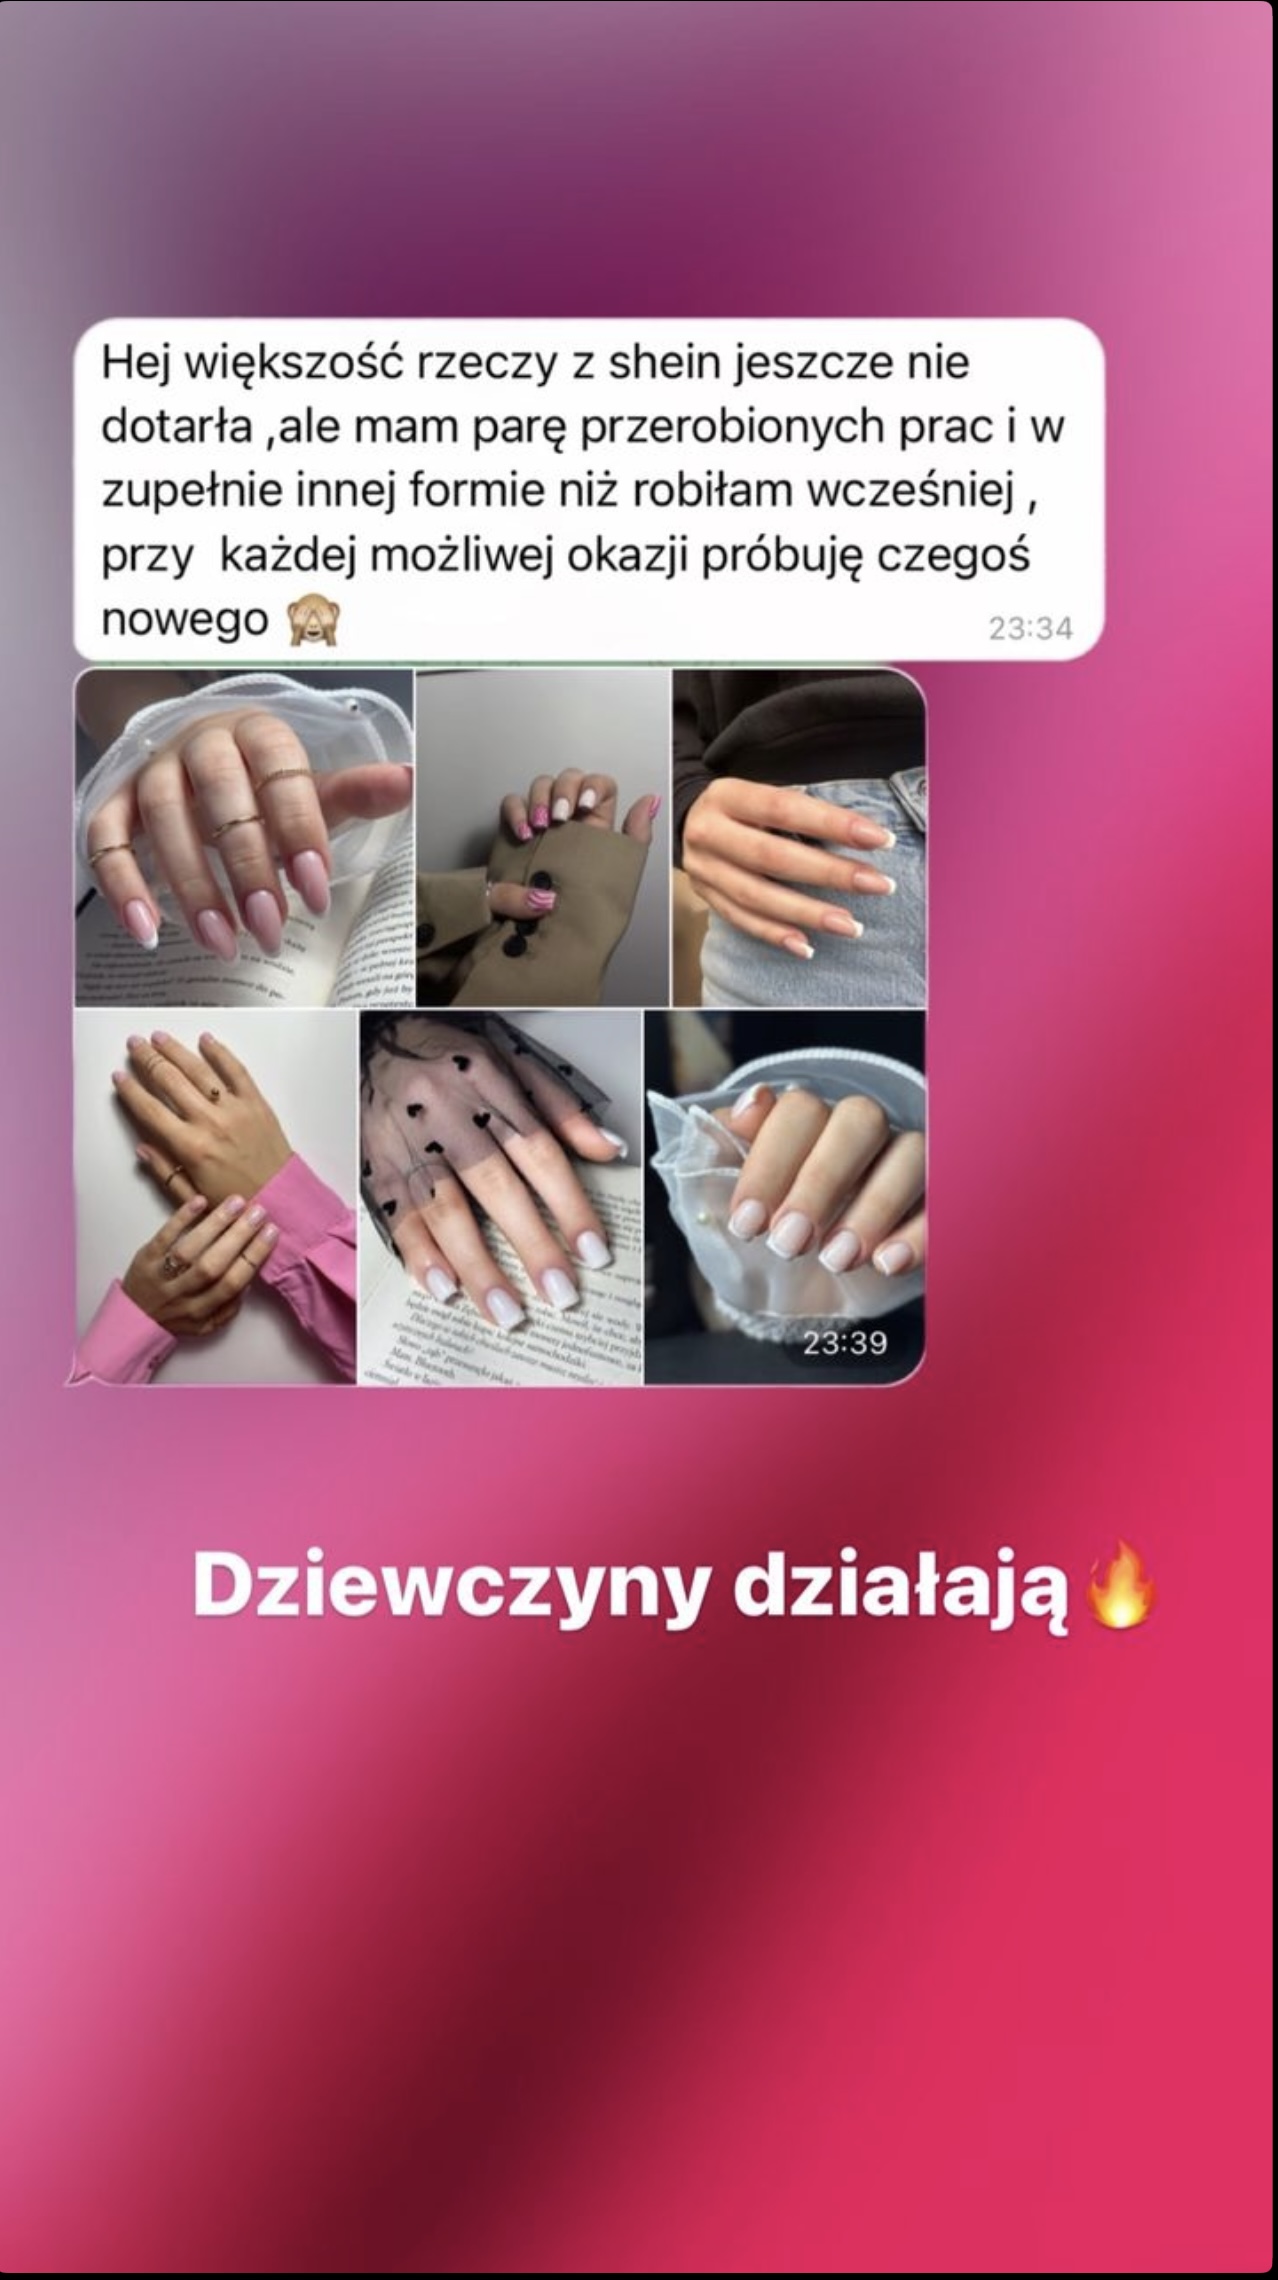 Hej większość rzeczy z shein jeszcze nie
dotarła ,ale mam parę przerobionych prac i w
zupełnie innej formie niż robiłam wcześniej ,
przy  każdej możliwej okazji próbuję czegoś
nowego 🙈
23:34
23:39
Dziewczyny działają🔥